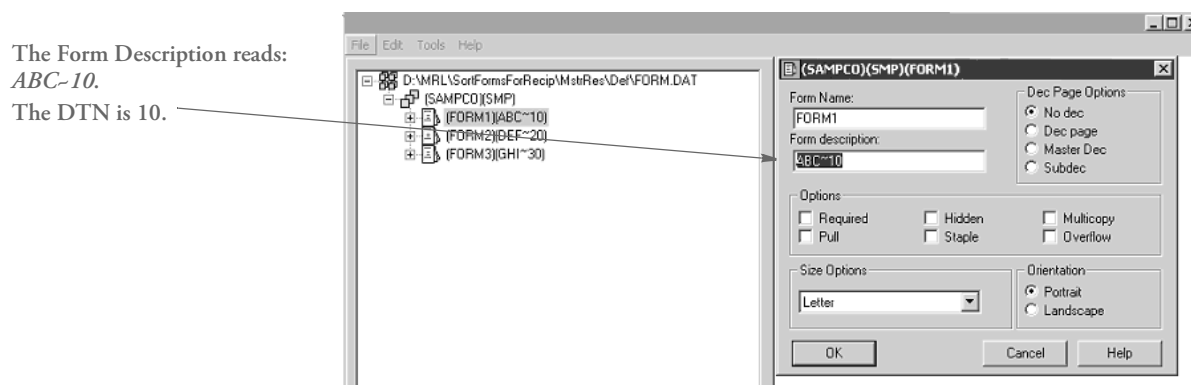 The Form Description reads:
ABC~10.
The DTN is 10.
File Edit Tools Help
D:\MRL\SortFormsForRecip\MstrRes\Def\FORM.DAT
(SAMPCO)(SMP)
(FORM1)(ABC~10)
(FORM2)(DEF~20)
(FORM3)(GHI~30)
(SAMPCO)(SMP)(FORM1)
Form Name:
FORM1
Form description:
ABC~10
Dec Page Options
No dec
Dec page
Master Dec
Subdec
Options
Required Hidden Multicopy
Pull Staple Overflow
Size Options
Letter
Orientation
Portrait
Landscape
OK Cancel Help